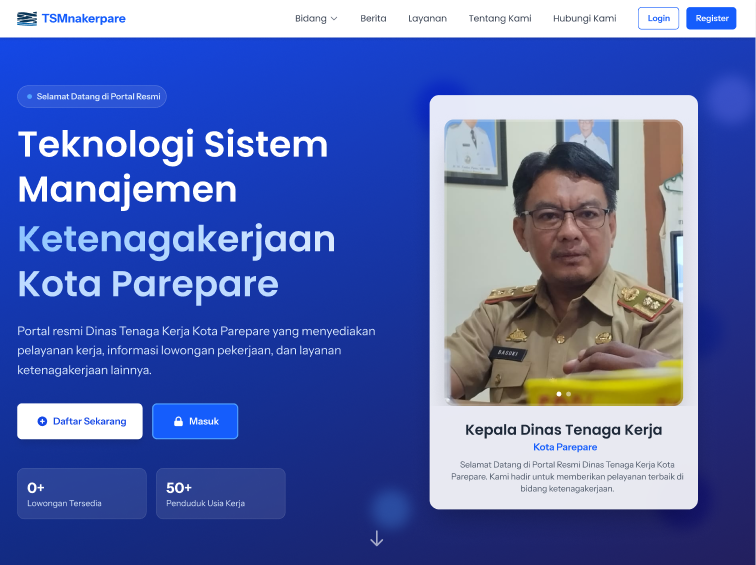 TSMnakerpare
Bidang
Berita
Layanan
Tentang Kami
Hubungi Kami
Login
Register
Selamat Datang di Portal Resmi
Teknologi Sistem
Manajemen
Ketenagakerjaan
Kota Parepare
Portal resmi Dinas Tenaga Kerja Kota Parepare yang menyediakan
pelayanan kerja, informasi lowongan pekerjaan, dan layanan
ketenagakerjaan lainnya.
Daftar Sekarang
Masuk
0+
Lowongan Tersedia
50+
Penduduk Usia Kerja
BASUKI
Kepala Dinas Tenaga Kerja
Kota Parepare
Selamat Datang di Portal Resmi Dinas Tenaga Kerja Kota
Parepare. Kami hadir untuk memberikan pelayanan terbaik di
bidang ketenagakerjaan.